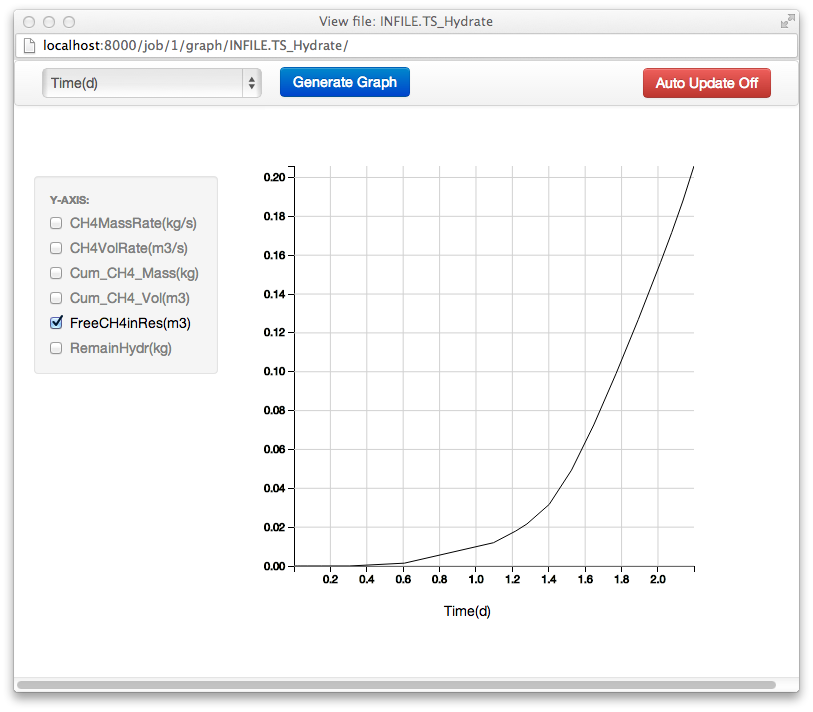 View file: INFILE.TS_Hydrate
localhost:8000/job/1/graph/INFILE.TS_Hydrate/
Time(d)
Generate Graph
Auto Update Off
Y-AXIS:
CH4MassRate(kg/s)
CH4VolRate(m3/s)
Cum_CH4_Mass(kg)
Cum_CH4_Vol(m3)
FreeCH4inRes(m3)
RemainHydr(kg)
0.20
0.18
0.16
0.14
0.12
0.10
0.08
0.06
0.04
0.02
0.00
0.2 0.4 0.6 0.8 1.0 1.2 1.4 1.6 1.8 2.0
Time(d)